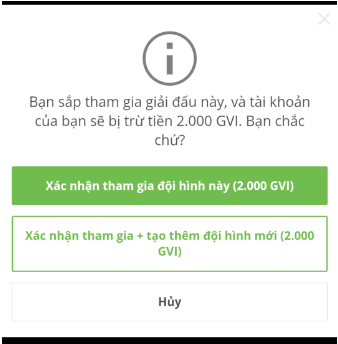 Bạn sắp tham gia giải đấu này, và tài khoản
của bạn sẽ bị trừ tiền 2.000 GVI. Bạn chắc
chứ?
Xác nhận tham gia đội hình này (2.000 GVI)
Xác nhận tham gia + tạo thêm đội hình mới (2.000
GVI)
Hủy